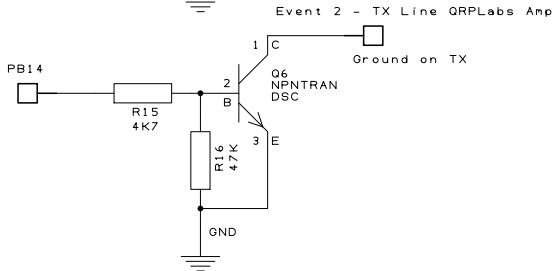 Event 2 - TX Line QRPLabs Amp
1 C
Ground on TX
PB14
2
B
Q6
NPNTRAN
DSC
R15
4K7
R16
47K
3 E
GND